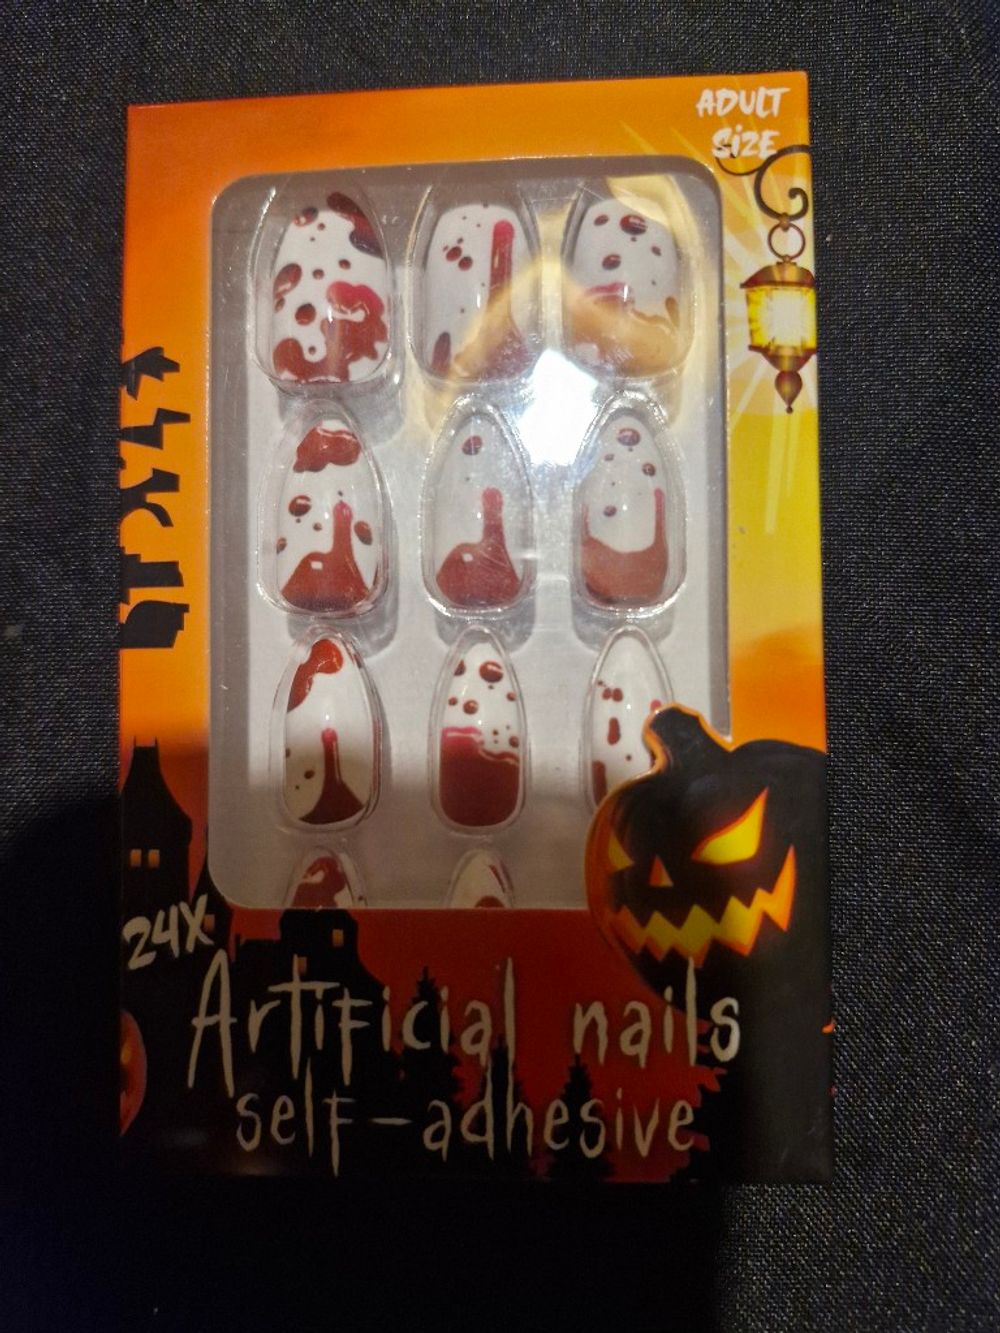 ADULT
SiZE
24X
Artificial nails
self-adhesive